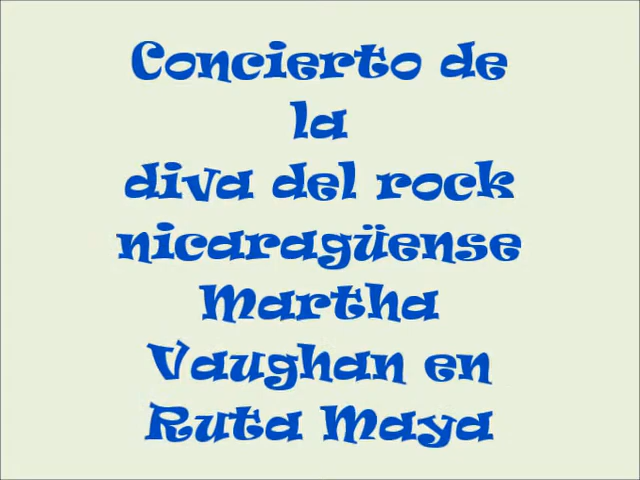 Concierto de
la
diva del rock
nicaragüense
Martha
Vaughan en
Ruta Maya